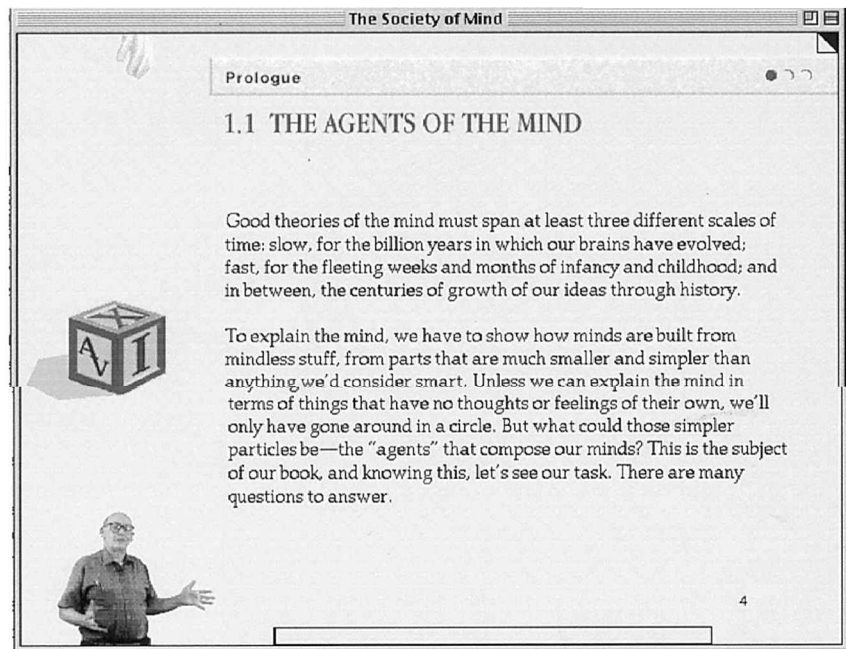 The Society of Mind
Prologue
1.1 THE AGENTS OF THE MIND
Good theories of the mind must span at least three different scales of
time: slow, for the billion years in which our brains have evolved;
fast, for the fleeting weeks and months of infancy and childhood; and
in between, the centuries of growth of our ideas through history.
To explain the mind, we have to show how minds are built from
mindless stuff, from parts that are much smaller and simpler than
anything we'd consider smart. Unless we can explain the mind in
terms of things that have no thoughts or feelings of their own, we'll
only have gone around in a circle. But what could those simpler
particles be—the "agents" that compose our minds? This is the subject
of our book, and knowing this, let's see our task. There are many
questions to answer.
X
AV
I
4